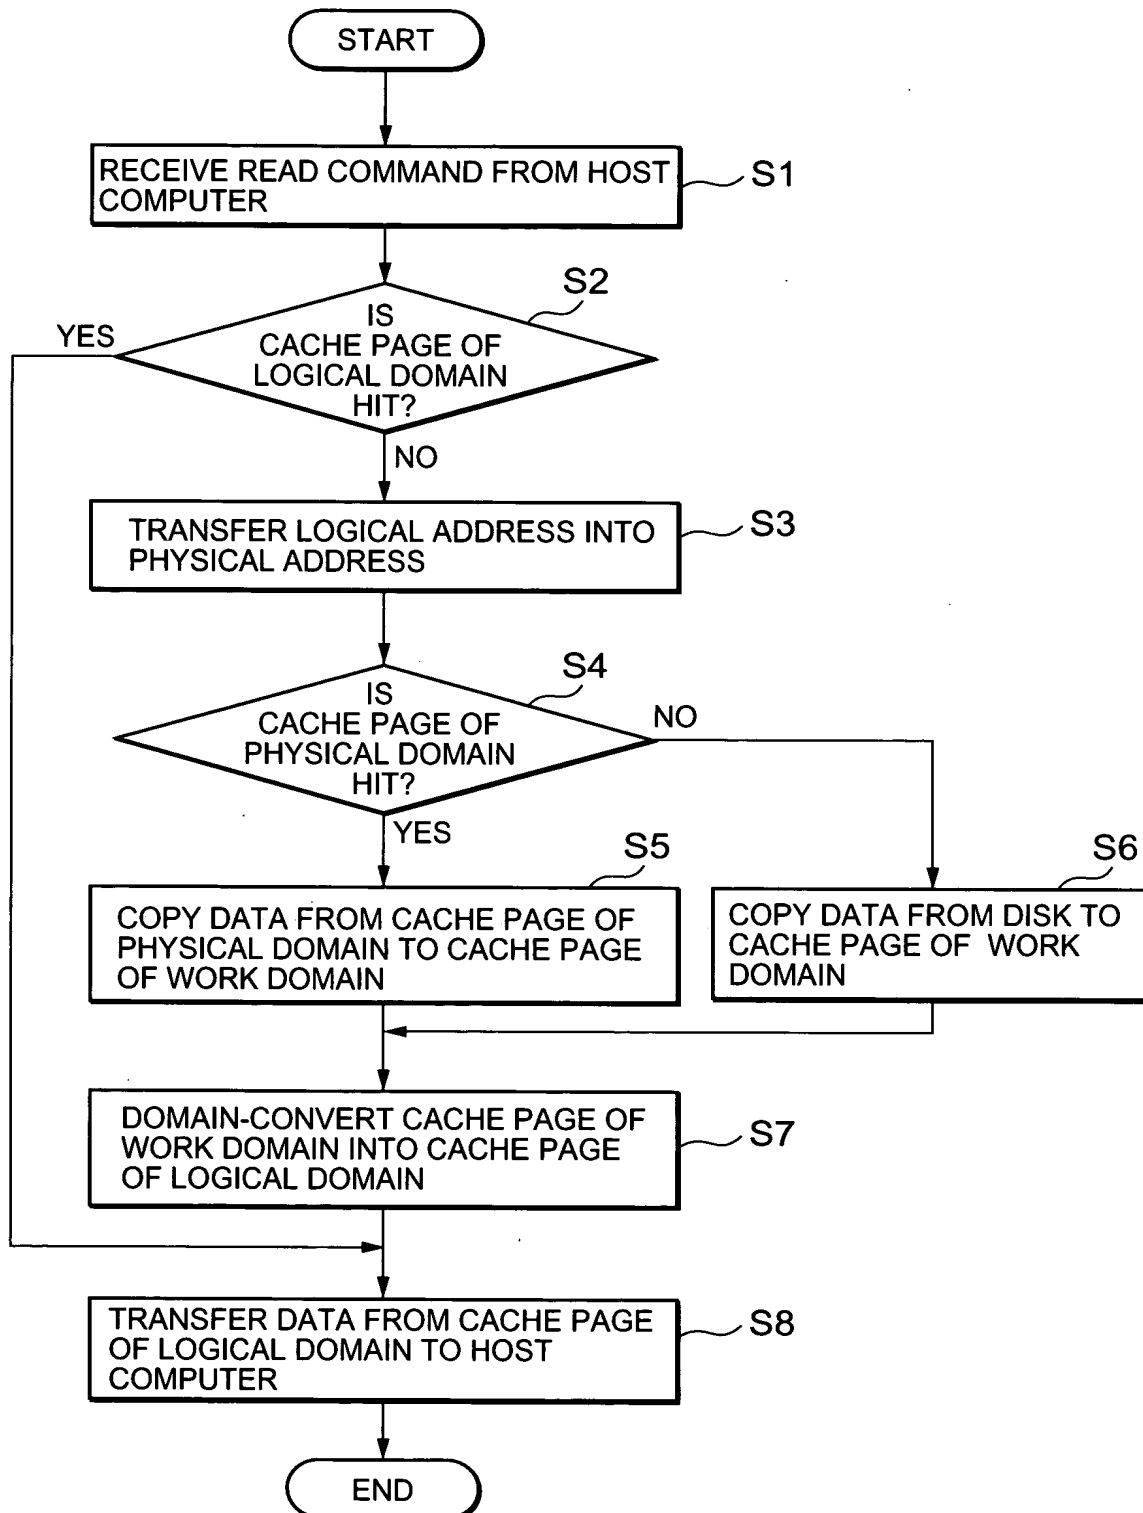 START
RECEIVE READ COMMAND FROM HOST
COMPUTER
S1
S2
IS
CACHE PAGE OF
LOGICAL DOMAIN
HIT?
YES
NO
TRANSFER LOGICAL ADDRESS INTO
PHYSICAL ADDRESS
S3
S4
IS
CACHE PAGE OF
PHYSICAL DOMAIN
HIT?
NO
YES
S5
COPY DATA FROM CACHE PAGE OF
PHYSICAL DOMAIN TO CACHE PAGE
OF WORK DOMAIN
S6
COPY DATA FROM DISK TO
CACHE PAGE OF WORK
DOMAIN
DOMAIN-CONVERT CACHE PAGE OF
WORK DOMAIN INTO CACHE PAGE
OF LOGICAL DOMAIN
S7
TRANSFER DATA FROM CACHE PAGE
OF LOGICAL DOMAIN TO HOST
COMPUTER
S8
END